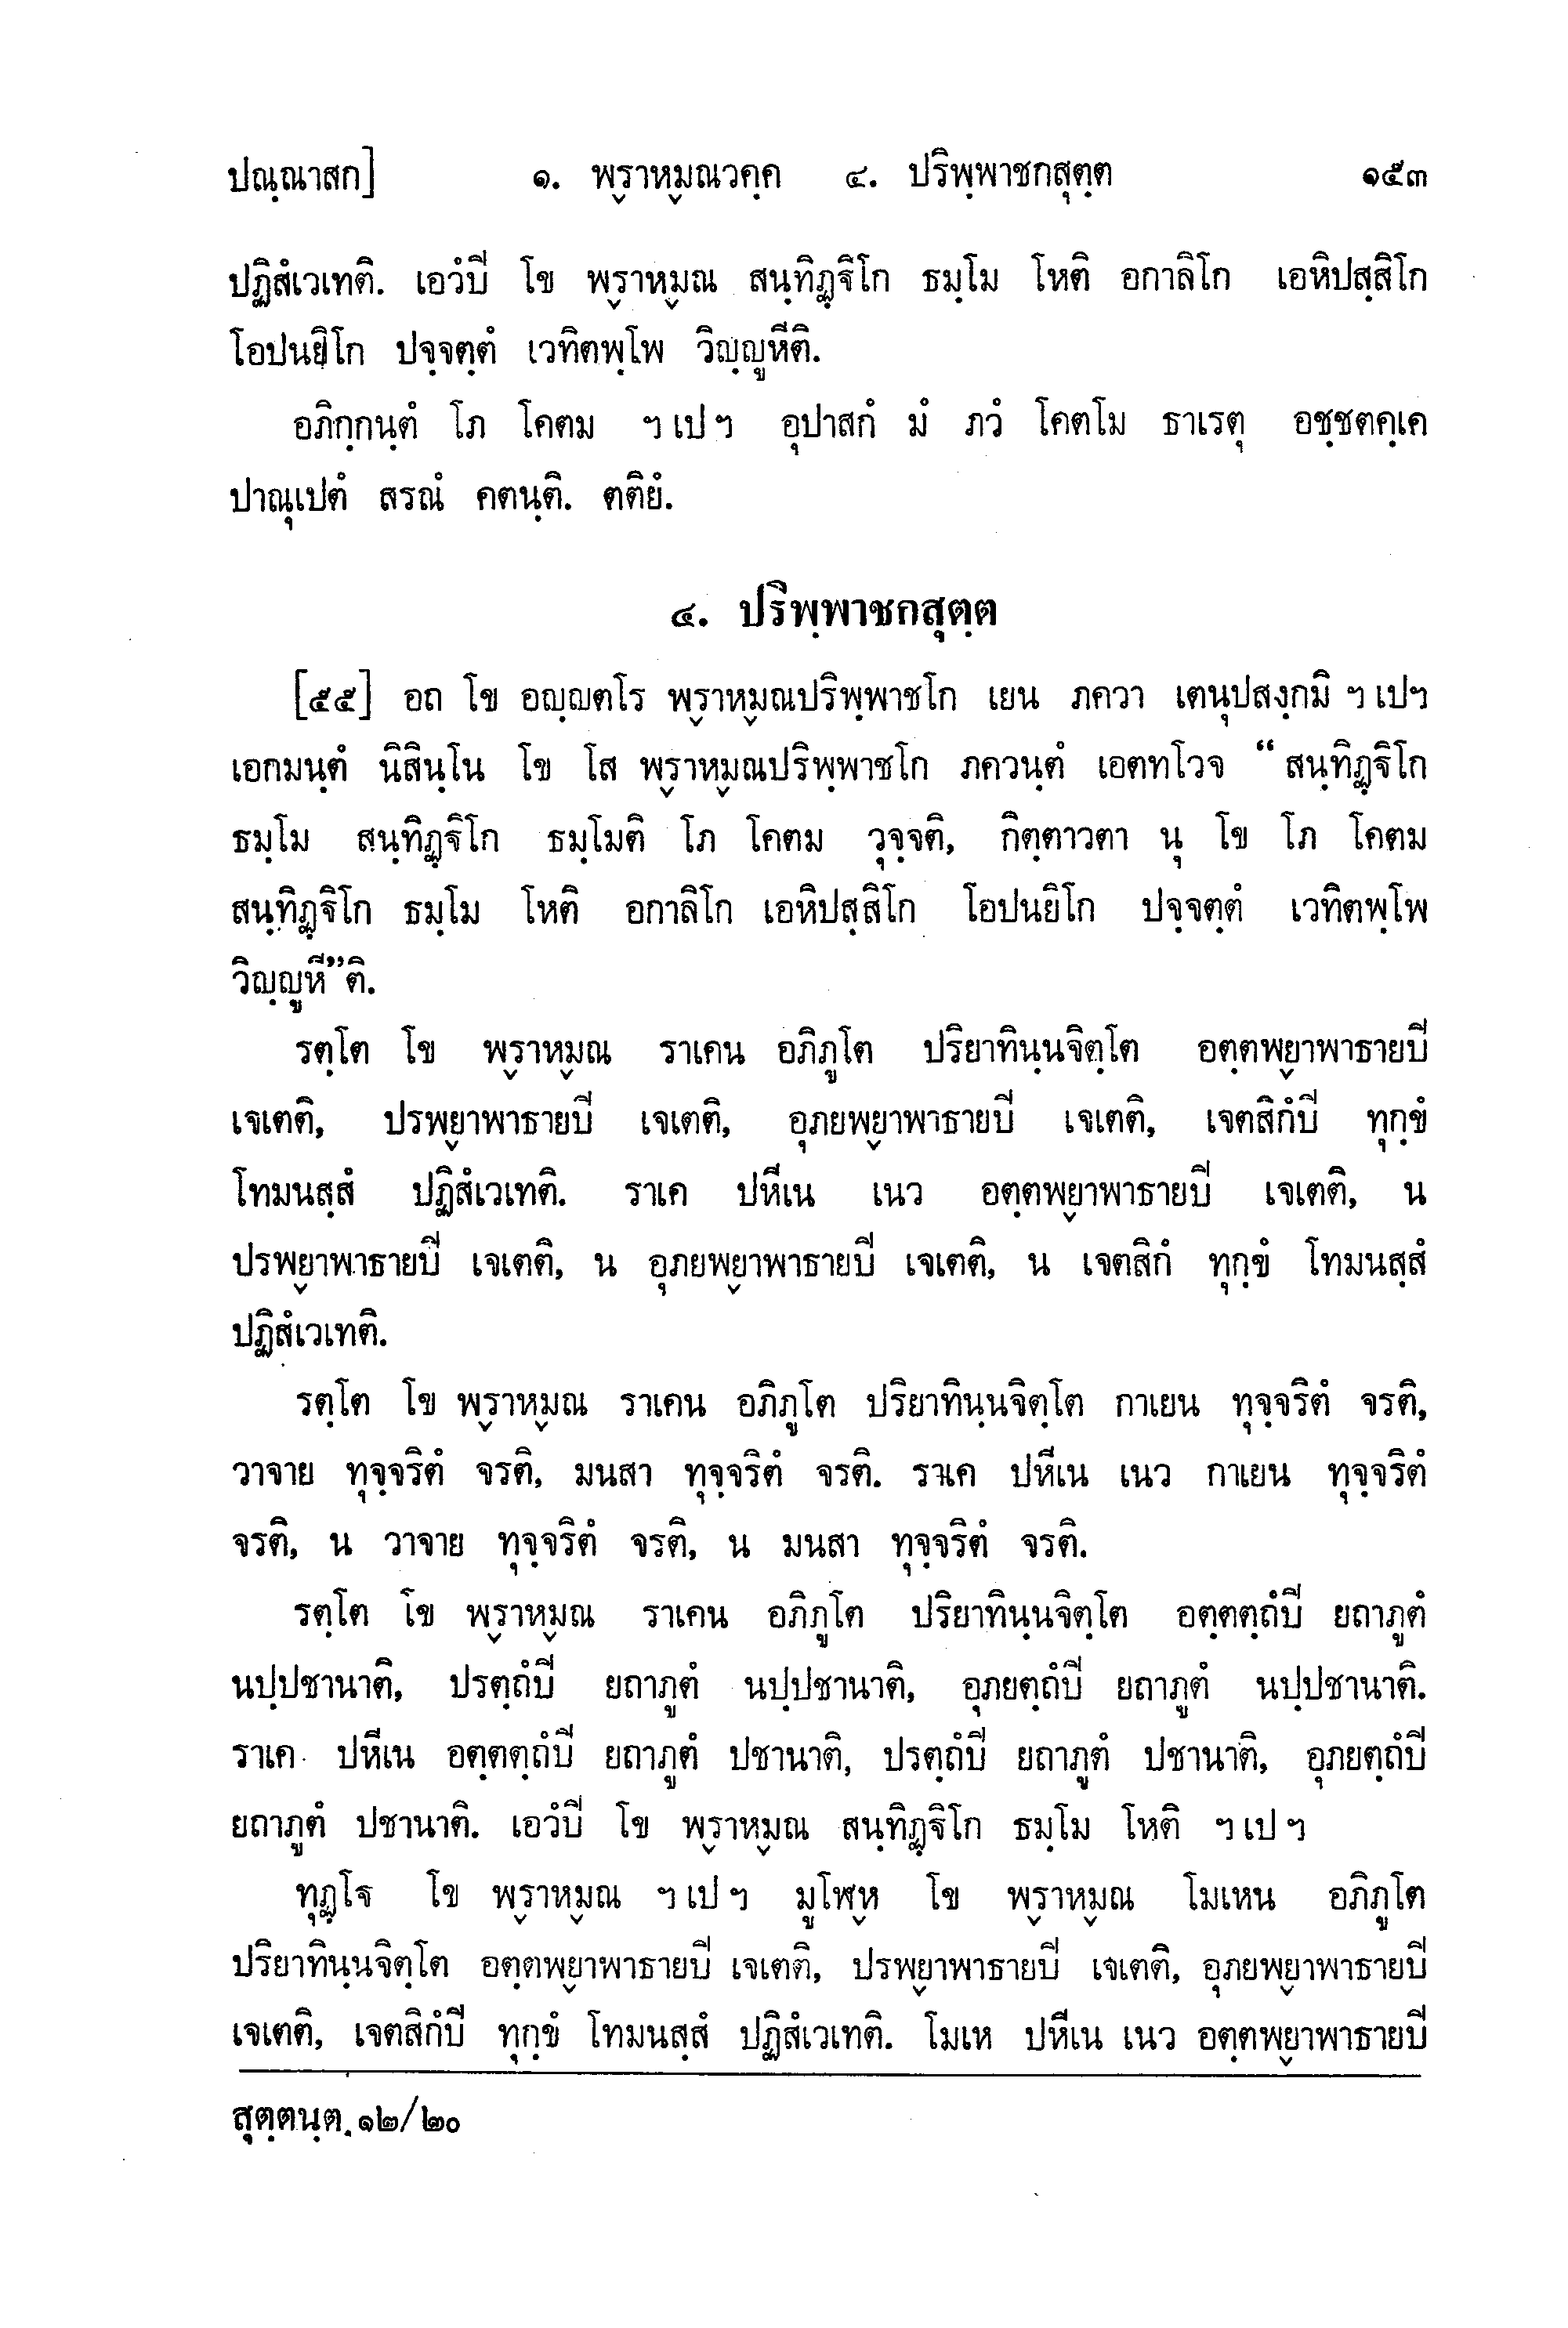 ปณฺณาสก] ๑. พฺราหฺมณวคฺค ๔. ปริพฺพาชกสุตฺต ๑๕๓
ปฏิสํเวเทติ. เอวํปิ โข พฺราหฺมณ สนฺทิฏฺฐิโก ธมฺโม โหติ อกาลิโก เอหิปสฺสิโก
โอปนยิโก ปจฺจตฺตํ เวทิตพฺโพ วิญฺญูหีติ.
อภิกฺกนฺตํ โภ โคตม ฯ เป ฯ อุปาสกํ มํ ภวํ โคตโม ธาเรตุ อชฺชตคฺเค
ปาณุเปตํ สรณํ คตนฺติ. ตติยํ.
๔. ปริพฺพาชกสุตฺต
[๕๕] อถ โข อญฺญตโร พฺราหฺมณปริพฺพาชโก เยน ภควา เตนุปสงฺกมิ ฯ เปฯ
เอกมนฺตํ นิสินฺโน โข โส พฺราหฺมณปริพฺพาชโก ภควนฺตํ เอตทโวจ “ สนฺทิฏฺฐิโก
ธมฺโม สนฺทิฏฺฐิโก ธมฺโมติ โภ โคตม วุจฺจติ, กิตฺตาวตา นุ โข โภ โคตม
สนฺทิฏฺฐิโก ธมฺโม โหติ อกาลิโก เอหิปสฺสิโก โอปนยิโก ปจฺจตฺตํ เวทิตพฺโพ
วิญฺญูหี”ติ.
รตฺโต โข พฺราหฺมณ ราเคน อภิภูโต ปริยาทินฺนจิตฺโต อตฺตพฺยาพาธายปิ
เจเตติ, ปรพฺยาพาธายปิ เจเตติ, อุภยพฺยาพาธายปิ เจเตติ, เจตสิกํปิ ทุกฺขํ
โทมนสฺสํ ปฏิสํเวเทติ. ราเค ปหีเน เนว อตฺตพฺยาพาธายปิ เจเตติ, น
ปรพฺยาพาธายปิ เจเตติ, น อุภยพฺยาพาธายปิ เจเตติ, น เจตสิกํ ทุกฺขํ โทมนสฺสํ
ปฏิสํเวเทติ.
รตฺโต โข พฺราหฺมณ ราเคน อภิภูโต ปริยาทินฺนจิตฺโต กาเยน ทุจฺจริตํ จรติ,
วาจาย ทุจฺจริตํ จรติ, มนสา ทุจฺจริตํ จรติ. ราเค ปหีเน เนว กาเยน ทุจฺจริตํ
จรติ, น วาจาย ทุจฺจริตํ จรติ, น มนสา ทุจฺจริตํ จรติ.
รตฺโต โข พฺราหฺมณ ราเคน อภิภูโต ปริยาทินฺนจิตฺโต อตฺตตฺถํปิ ยถาภูตํ
นปฺปชานาติ, ปรตฺถํปิ ยถาภูตํ นปฺปชานาติ, อุภยตฺถํปิ ยถาภูตํ นปฺปชานาติ.
ราเค ปหีเน อตฺตตฺถํปิ ยถาภูตํ ปชานาติ, ปรตฺถํปิ ยถาภูตํ ปชานาติ, อุภยตฺถํปิ
ยถาภูตํ ปชานาติ. เอวํปิ โข พฺราหฺมณ สนฺทิฏฺฐิโก ธมฺโม โหติ ฯ เป ฯ
ทุฏฺโฐ โข พฺราหฺมณ ฯ เป ฯ มูโฬฺห โข พฺราหฺมณ โมเหน อภิภูโต
ปริยาทินฺนจิตฺโต อตฺตพฺยาพาธายปิ เจเตติ, ปรพฺยาพาธายปิ เจเตติ, อุภยพฺยาพาธายปิ
เจเตติ, เจตสิกํปิ ทุกฺขํ โทมนสฺสํ ปฏิสํเวเทติ. โมเห ปหีเน เนว อตฺตพฺยาพาธายปิ
สุตฺตนฺต.๑๒/๒๐